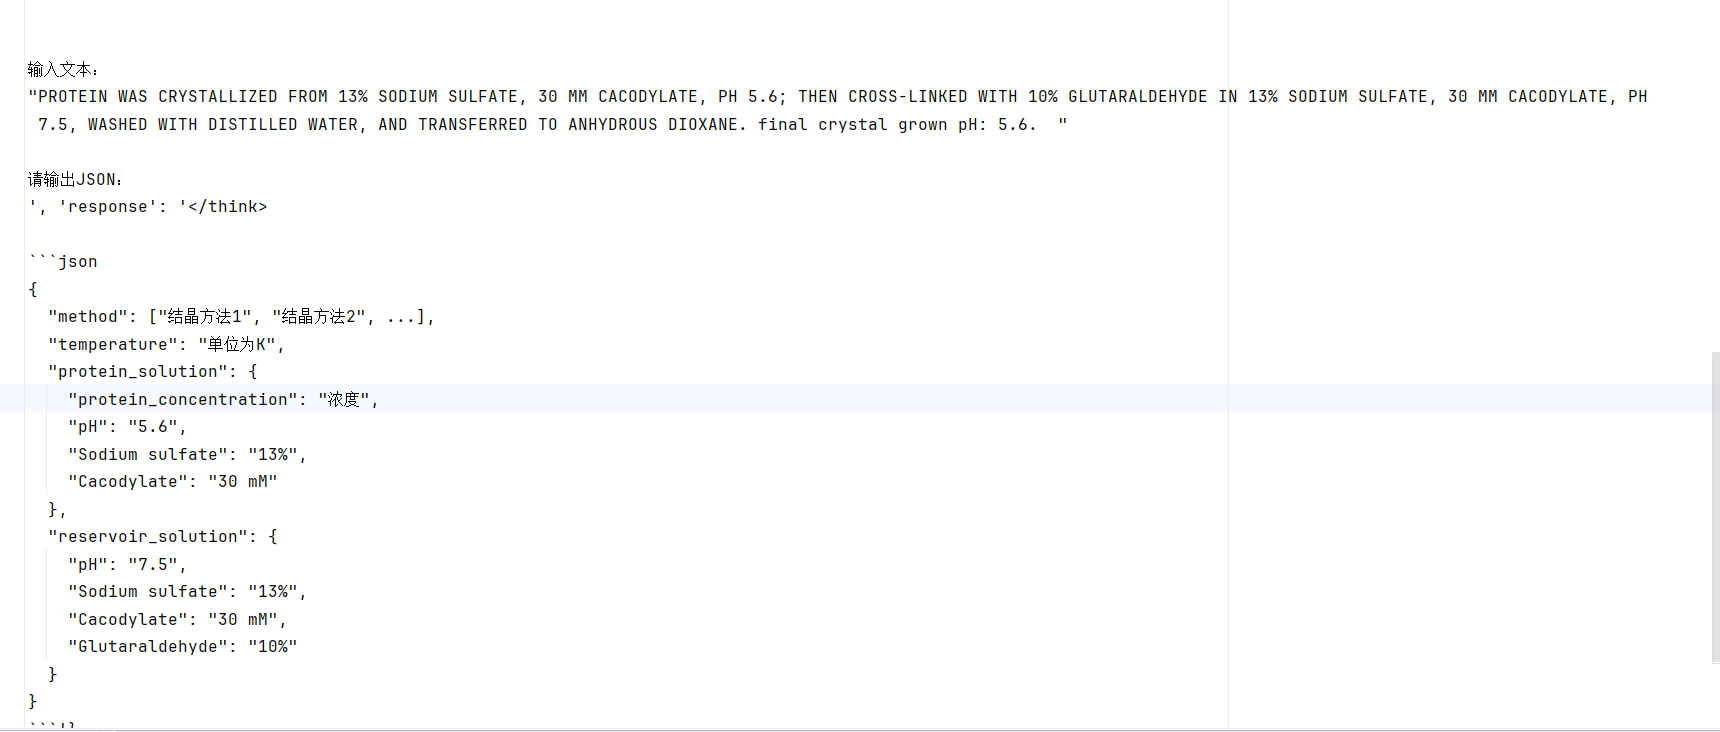 输入文本：
"PROTEIN WAS CRYSTALLIZED FROM 13% SODIUM SULFATE, 30 MM CACODYLATE, PH 5.6; THEN CROSS-LINKED WITH 10% GLUTARALDEHYDE IN 13% SODIUM SULFATE, 30 MM CACODYLATE, PH
7.5, WASHED WITH DISTILLED WATER, AND TRANSFERRED TO ANHYDROUS DIOXANE. final crystal grown pH: 5.6.  "
请输出JSON：
', 'response': '</think>
```json
{
  "method": ["结晶方法1", "结晶方法2", ...],
  "temperature": "单位为K",
  "protein_solution": {
    "protein_concentration": "浓度",
    "pH": "5.6",
    "Sodium sulfate": "13%",
    "Cacodylate": "30 mM"
  },
  "reservoir_solution": {
    "pH": "7.5",
    "Sodium sulfate": "13%",
    "Cacodylate": "30 mM",
    "Glutaraldehyde": "10%"
  }
}
```'}